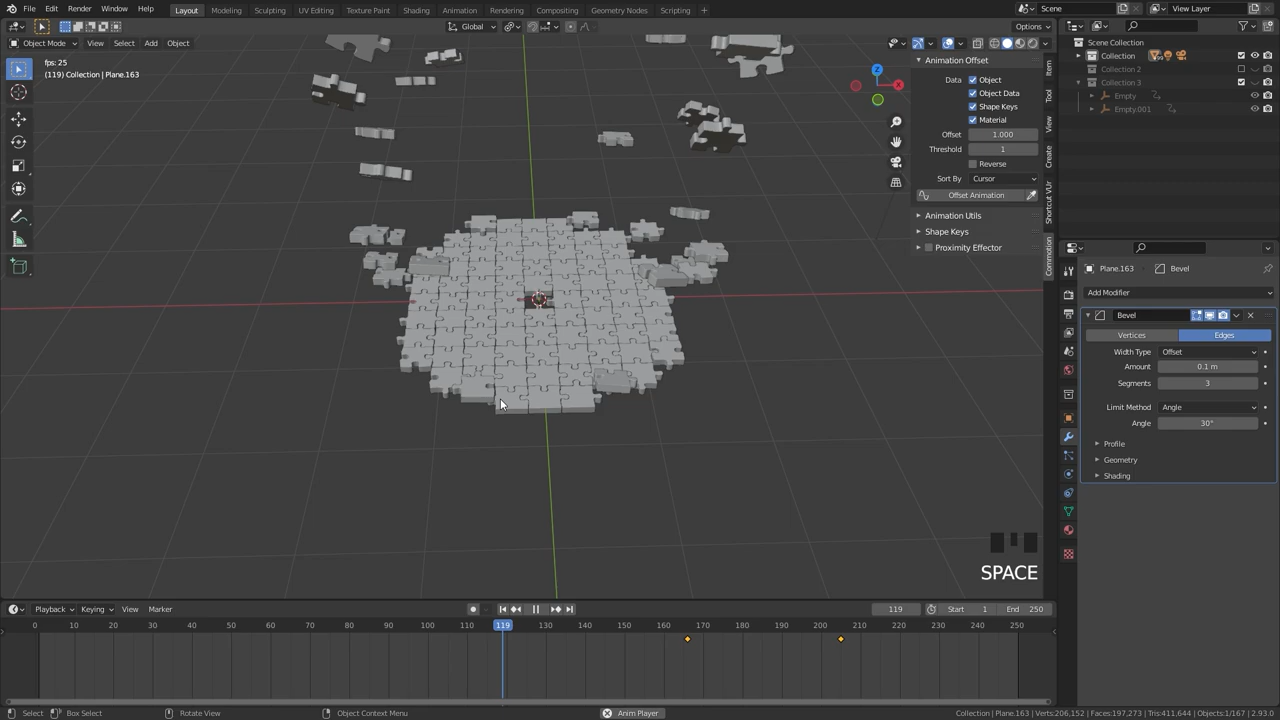 File Edit Render Window Help Layout Modeling Sculpting UV Editing Texture Paint Shading Animation Rendering Compositing Geometry Nodes Scripting Scene View Layer
Global Options
Object Mode View Select Add Object
fps: 25
(119) Collection | Plane.163
Z
X
Animation Offset
Data Object
Object Data
Shape Keys
Material
Offset 1.000
Threshold 1
Reverse
Sort By Cursor
Offset Animation
Animation Utils
Shape Keys
Proximity Effector
Item
Tool
View
Create
Shortcut VUr
Commotion
Scene Collection
Collection
Collection 2
Collection 3
Empty
Empty.001
Plane.163 Bevel
Add Modifier
Bevel
Vertices Edges
Width Type Offset
Amount 0.1 m
Segments 3
Limit Method Angle
Angle 30°
Profile
Geometry
Shading
SPACE
Playback Keying View Marker 119 Start 1 End 250
0 10 20 30 40 50 60 70 80 90 100 110 119 130 140 150 160 170 180 190 200 210 220 230 240 250
Select Box Select Rotate View Object Context Menu Anim Player Collection | Plane.163 | Verts:206,152 | Faces:197,273 | Tris:411,644 | Objects:1/167 | 2.93.0